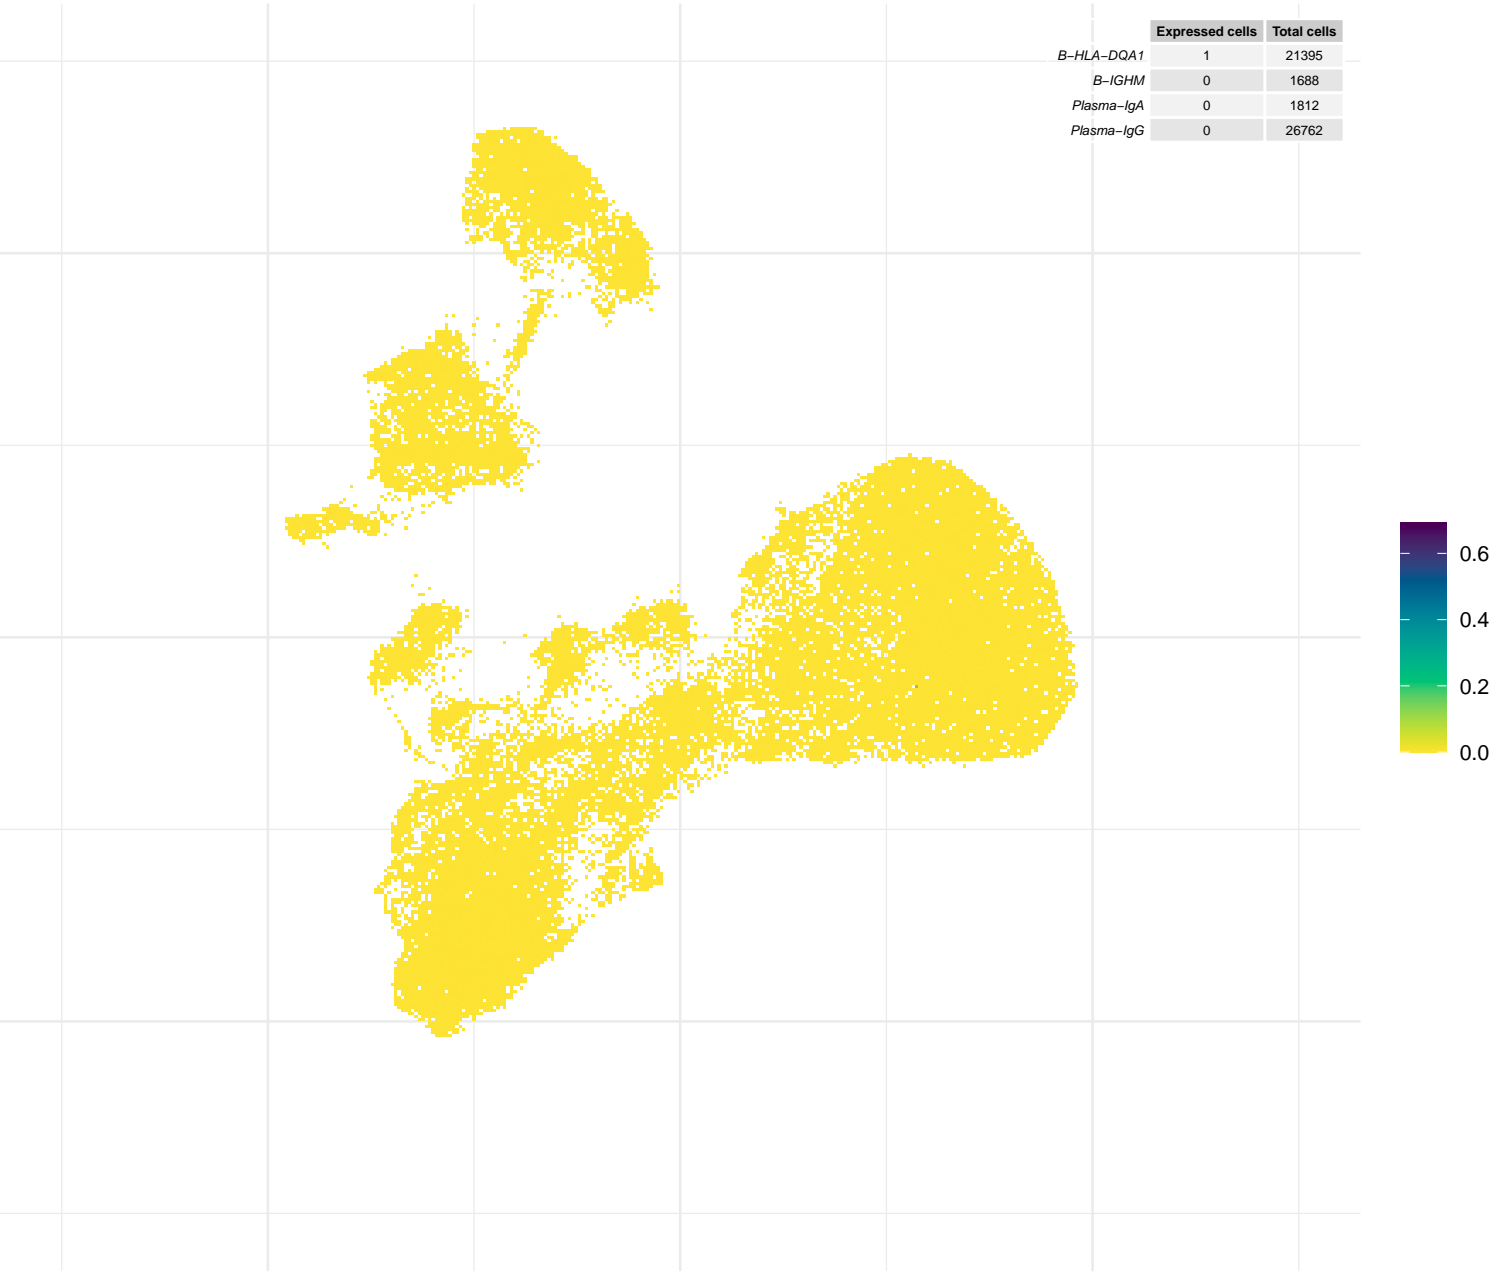 Expressed cells Total cells
B−HLA−DQA1 1 21395
B−IGHM 0 1688
Plasma−IgA 0 1812
Plasma−IgG 0 26762
0.6
0.4
0.2
0.0